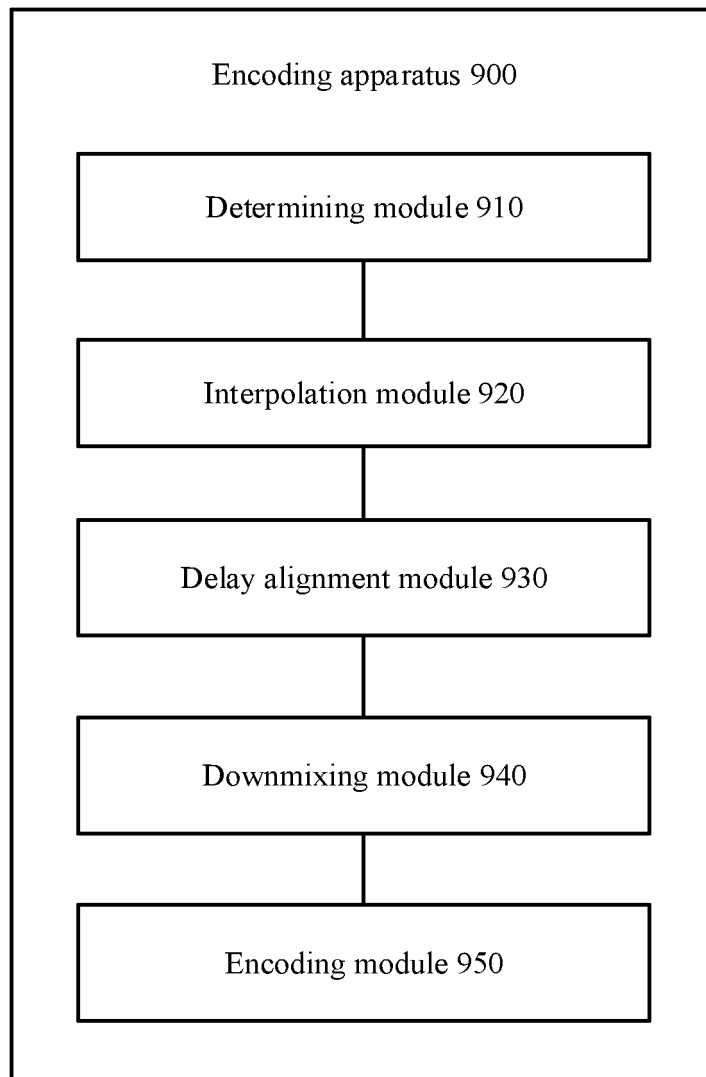 Encoding apparatus 900
Determining module 910
Interpolation module 920
Delay alignment module 930
Downmixing module 940
Encoding module 950